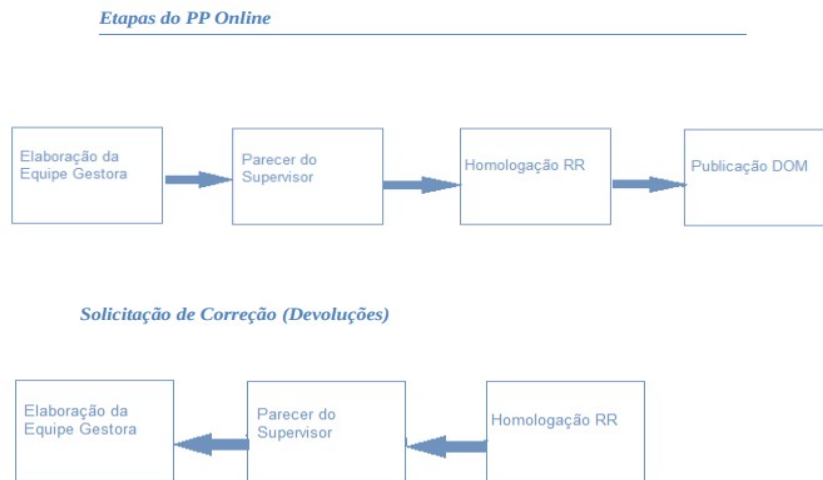 Etapas do PP Online
Elaboração da
Equipe Gestora
Parecer do
Supervisor
Homologação RR
Publicação DOM
Solicitação de Correção (Devoluções)
Elaboração da
Equipe Gestora
Parecer do
Supervisor
Homologação RR